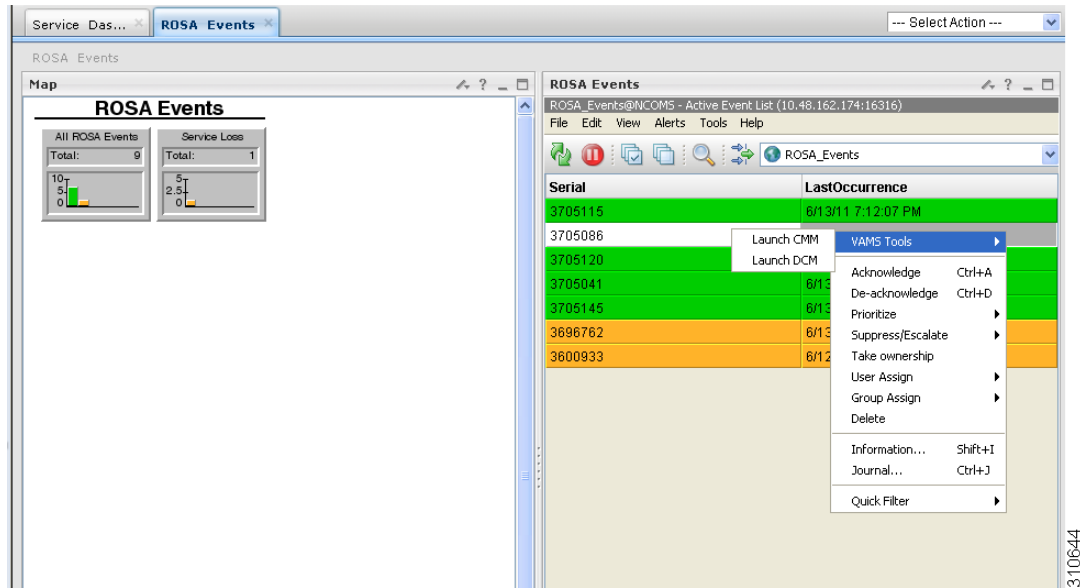 Service Das...
ROSA Events
--- Select Action ---
ROSA Events
Map
ROSA Events
All ROSA Events
Total: 9
10
5
0
Service Loss
Total: 1
5
2.5
0
ROSA Events
ROSA_Events@NCOMS - Active Event List (10.48.162.174:16316)
File Edit View Alerts Tools Help
ROSA_Events
Serial LastOccurrence
3705115 6/13/11 7:12:07 PM
3705086
3705120
3705041 6/13
3705145 6/13
3696762 6/13
3600933 6/12
Launch CMM
Launch DCM
VAMS Tools
Acknowledge Ctrl+A
De-acknowledge Ctrl+D
Prioritize
Suppress/Escalate
Take ownership
User Assign
Group Assign
Delete
Information... Shift+I
Journal... Ctrl+J
Quick Filter
310644